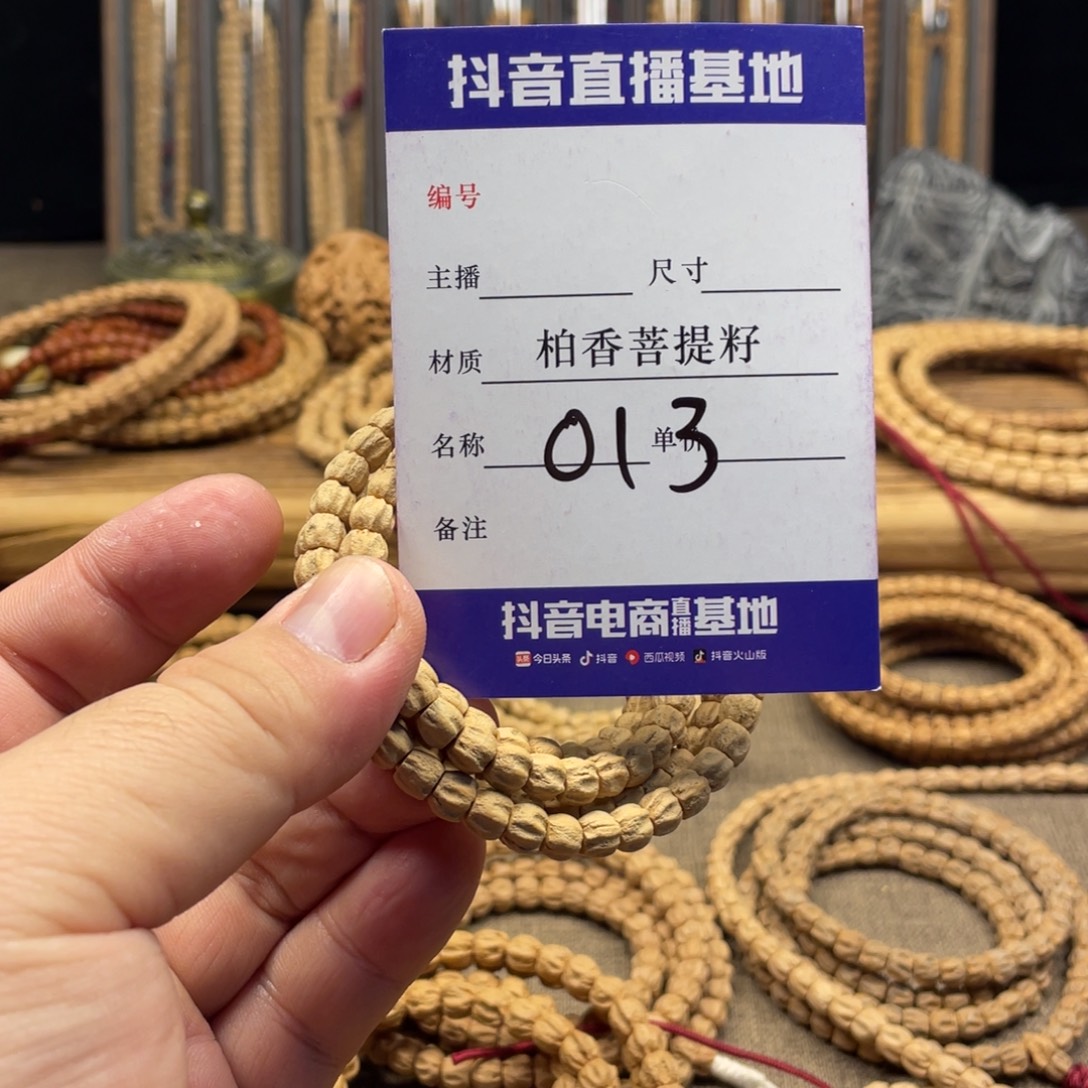 抖音直播基地
编号
主播 尺寸
材质 柏香菩提籽
名称 013 单价
备注
抖音电商直播基地
头条 今日头条 抖音 西瓜视频 抖音火山版